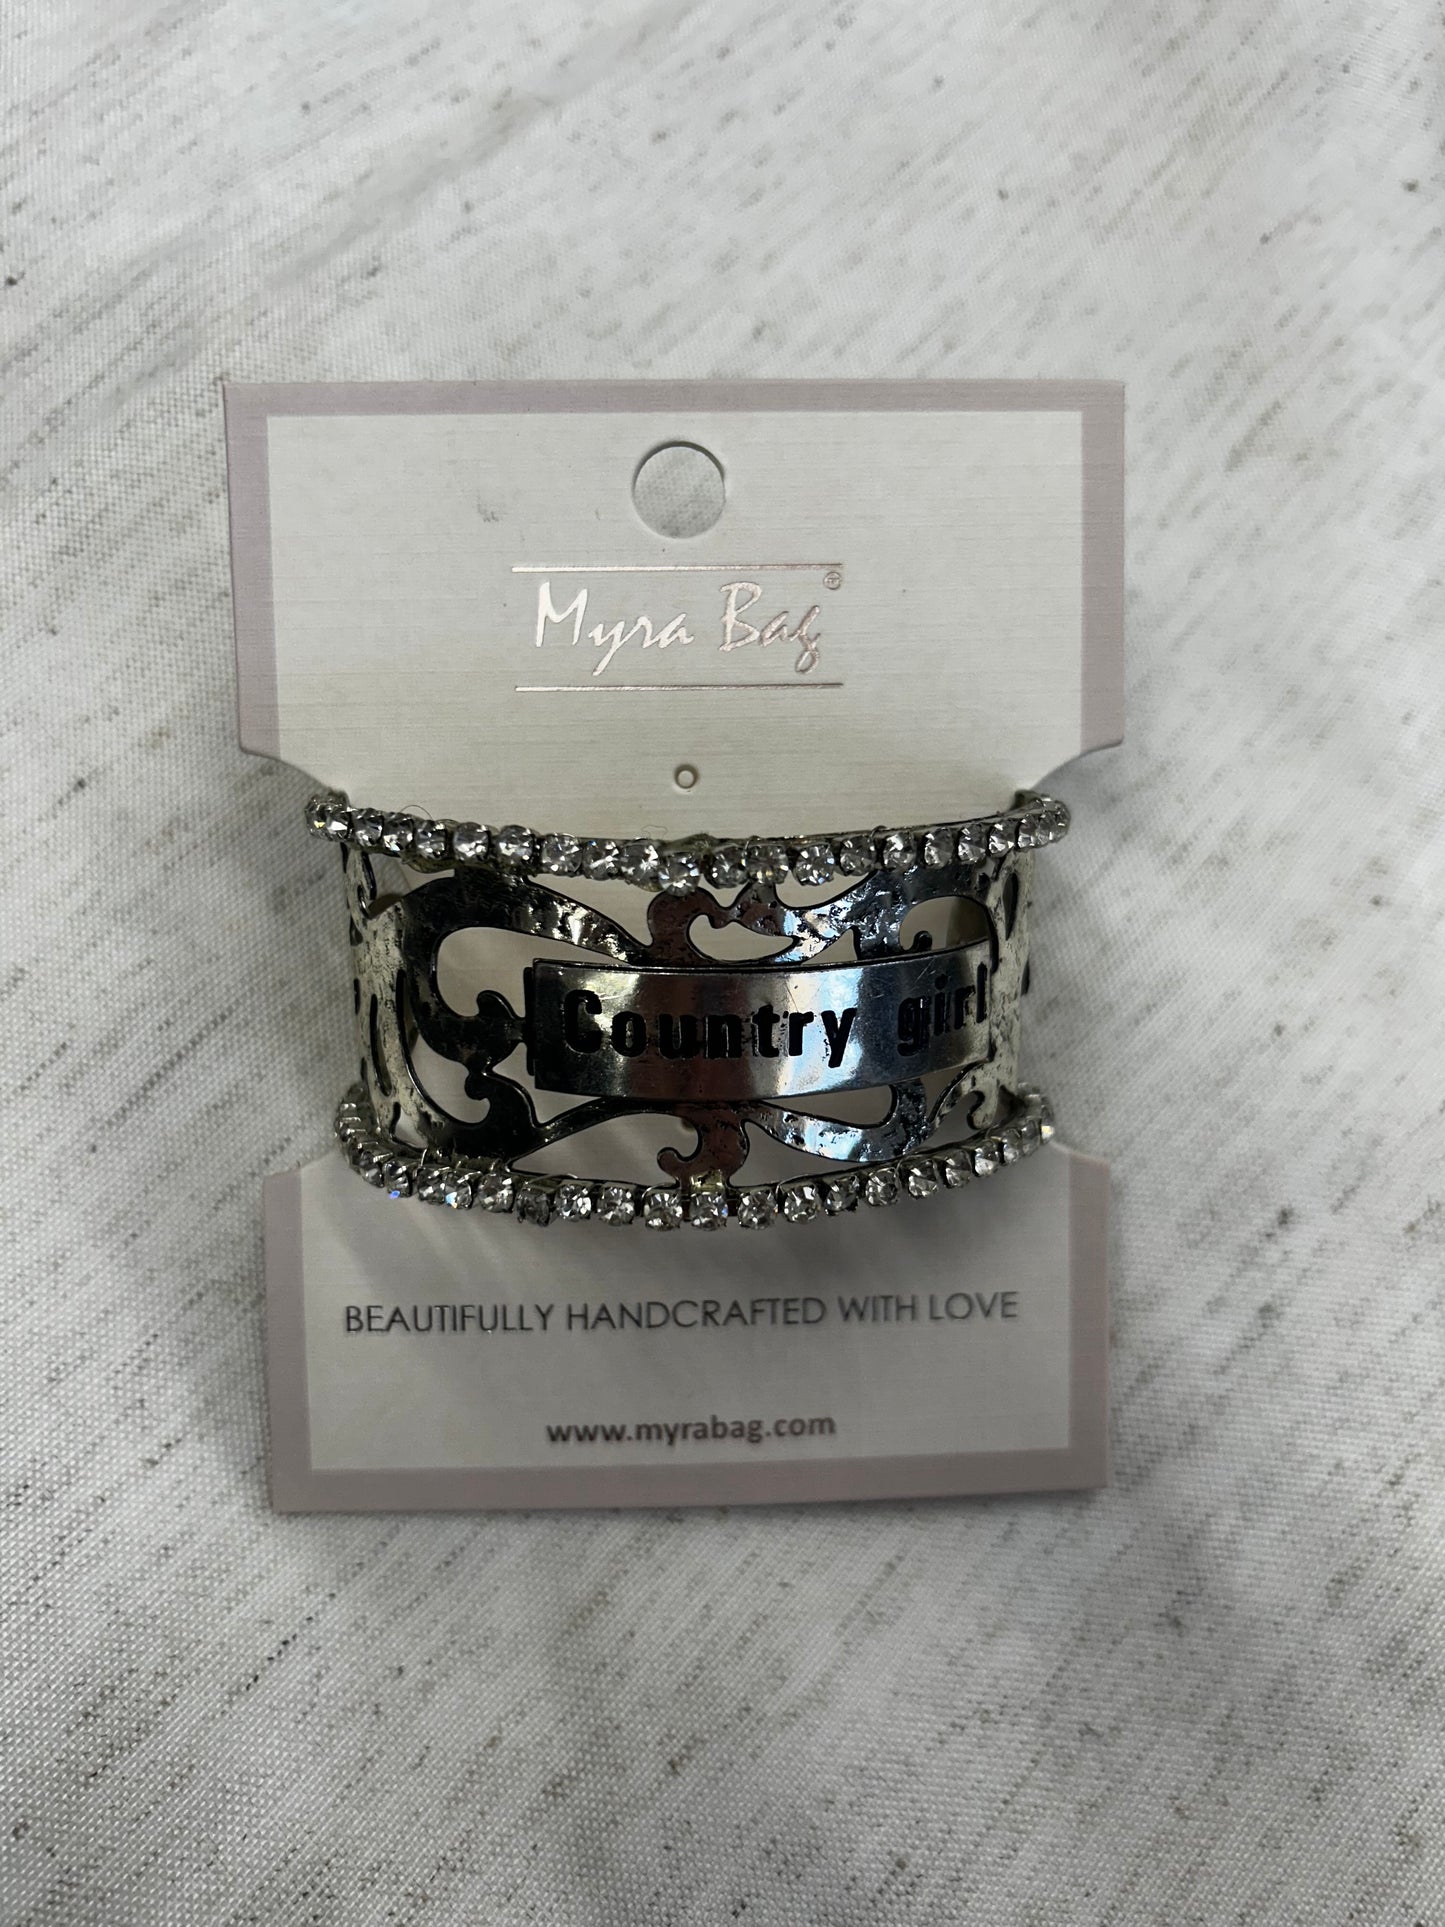 Myra Bag®
Country girl
BEAUTIFULLY HANDCRAFTED WITH LOVE
www.myrabag.com